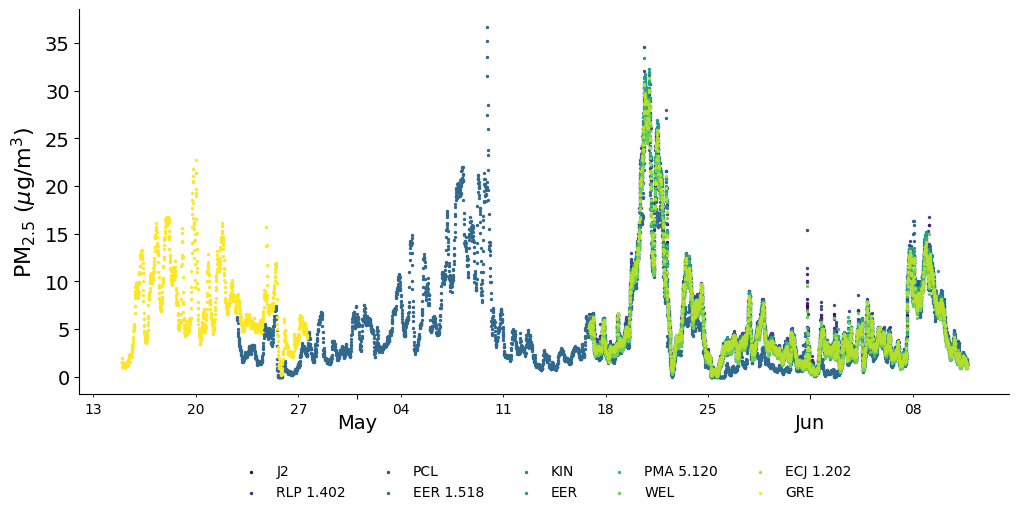 PM2.5 (μg/m3)
35
30
25
20
15
10
5
0
13 20 27 04 11 18 25 08
May Jun
J2 PCL KIN PMA 5.120 ECJ 1.202
RLP 1.402 EER 1.518 EER WEL GRE